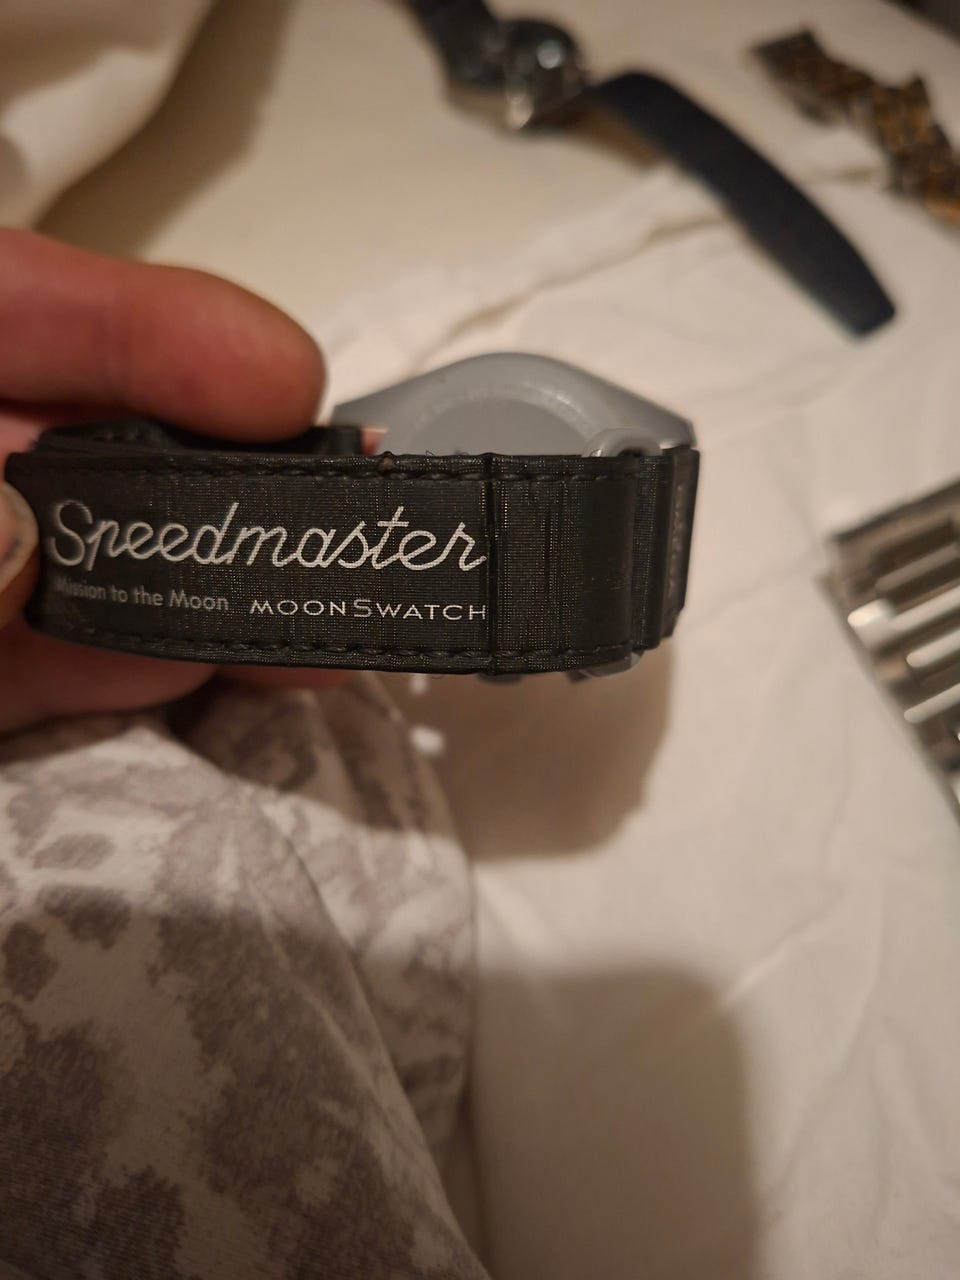 Speedmaster
Mission to the Moon MOONSWATCH